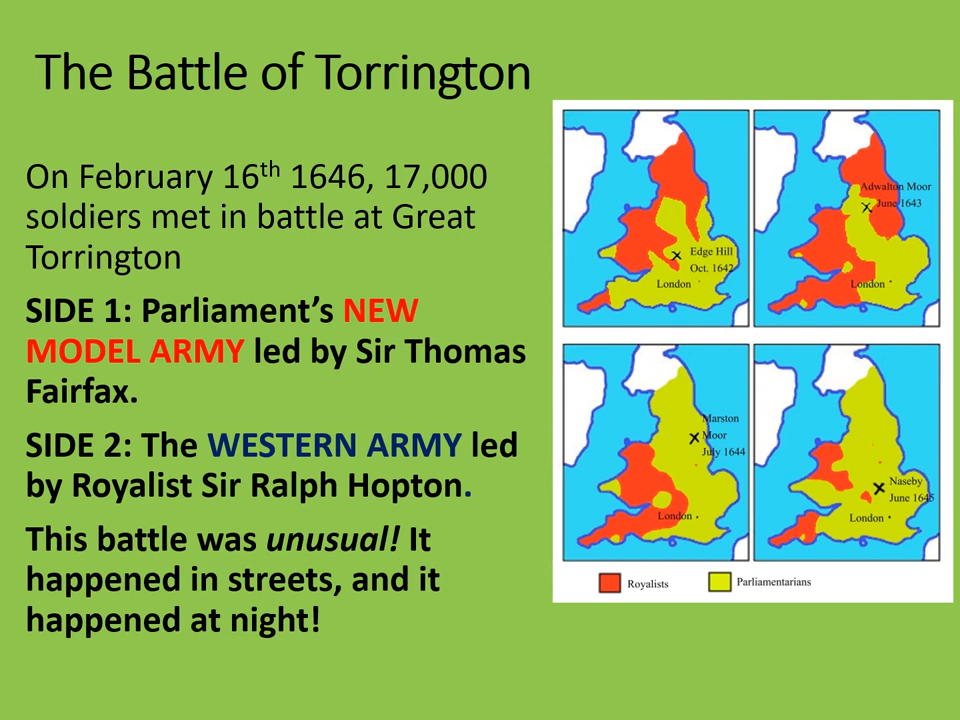 The Battle of Torrington
On February 16th 1646, 17,000
soldiers met in battle at Great
Torrington
SIDE 1: Parliament’s NEW
MODEL ARMY led by Sir Thomas
Fairfax.
SIDE 2: The WESTERN ARMY led
by Royalist Sir Ralph Hopton.
This battle was unusual! It
happened in streets, and it
happened at night!
Edge Hill
Oct. 1642
London
Adwalton Moor
June 1643
London
Marston
Moor
July 1644
London
Naseby
June 1645
London
Royalists
Parliamentarians